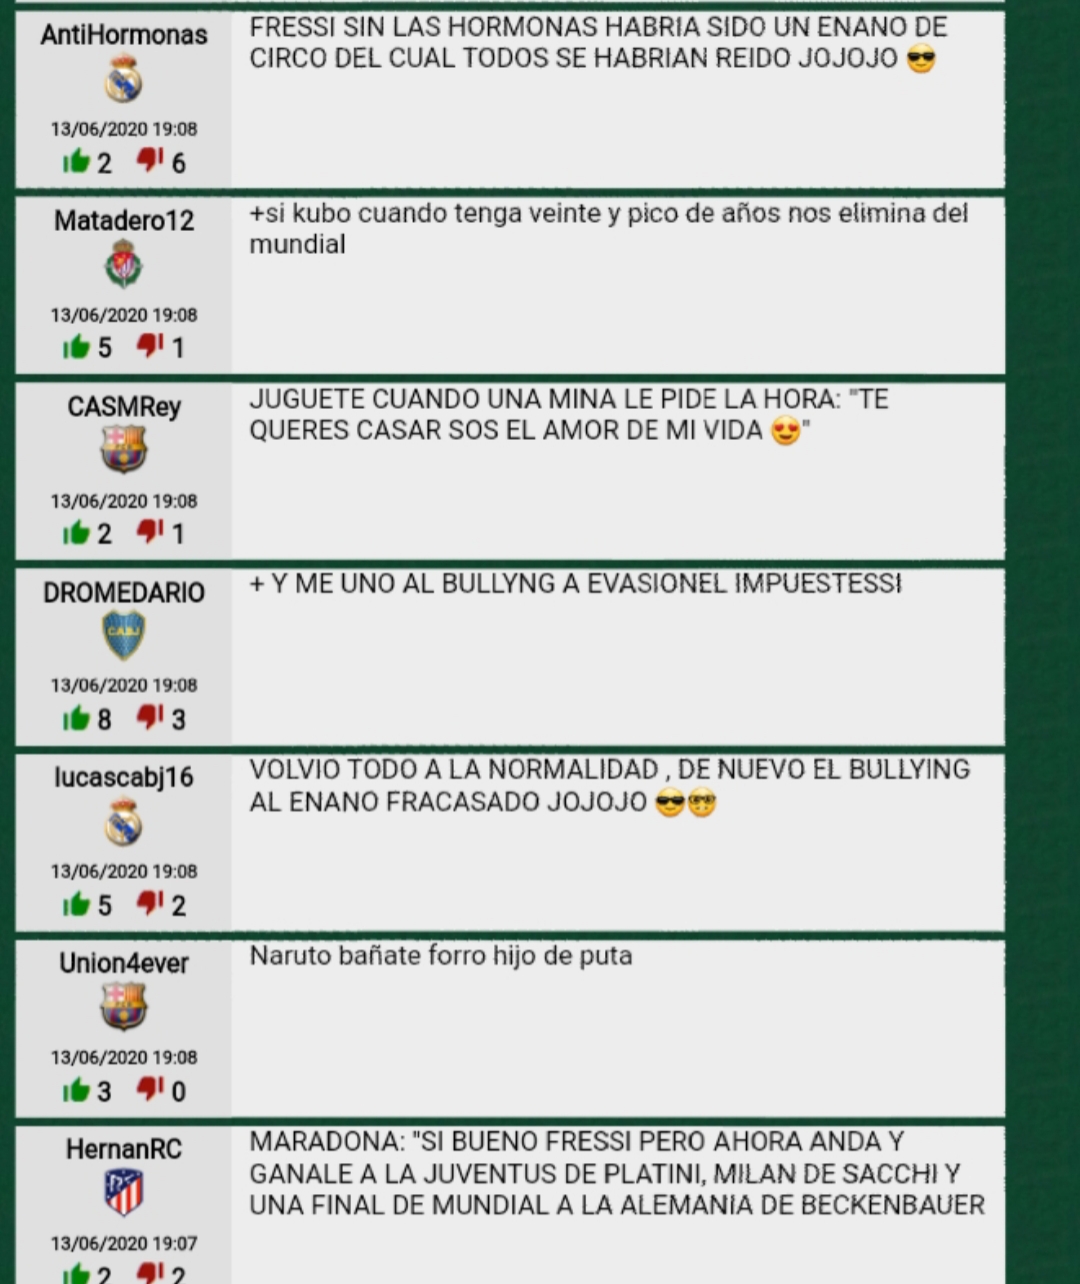 AntiHormonas
13/06/2020 19:08
2 6
FRESSI SIN LAS HORMONAS HABRIA SIDO UN ENANO DE
CIRCO DEL CUAL TODOS SE HABRIAN REIDO JOJOJO 😎
Matadero12
13/06/2020 19:08
5 1
+si kubo cuando tenga veinte y pico de años nos elimina del
mundial
CASMRey
13/06/2020 19:08
2 1
JUGUETE CUANDO UNA MINA LE PIDE LA HORA: "TE
QUERES CASAR SOS EL AMOR DE MI VIDA 😍"
DROMEDARIO
CABJ
13/06/2020 19:08
8 3
+ Y ME UNO AL BULLYNG A EVASIONEL IMPUESTESSI
lucascabj16
13/06/2020 19:08
5 2
VOLVIO TODO A LA NORMALIDAD , DE NUEVO EL BULLYING
AL ENANO FRACASADO JOJOJO 😎🤓
Union4ever
13/06/2020 19:08
3 0
Naruto bañate forro hijo de puta
HernanRC
13/06/2020 19:07
2 2
MARADONA: "SI BUENO FRESSI PERO AHORA ANDA Y
GANALE A LA JUVENTUS DE PLATINI, MILAN DE SACCHI Y
UNA FINAL DE MUNDIAL A LA ALEMANIA DE BECKENBAUER